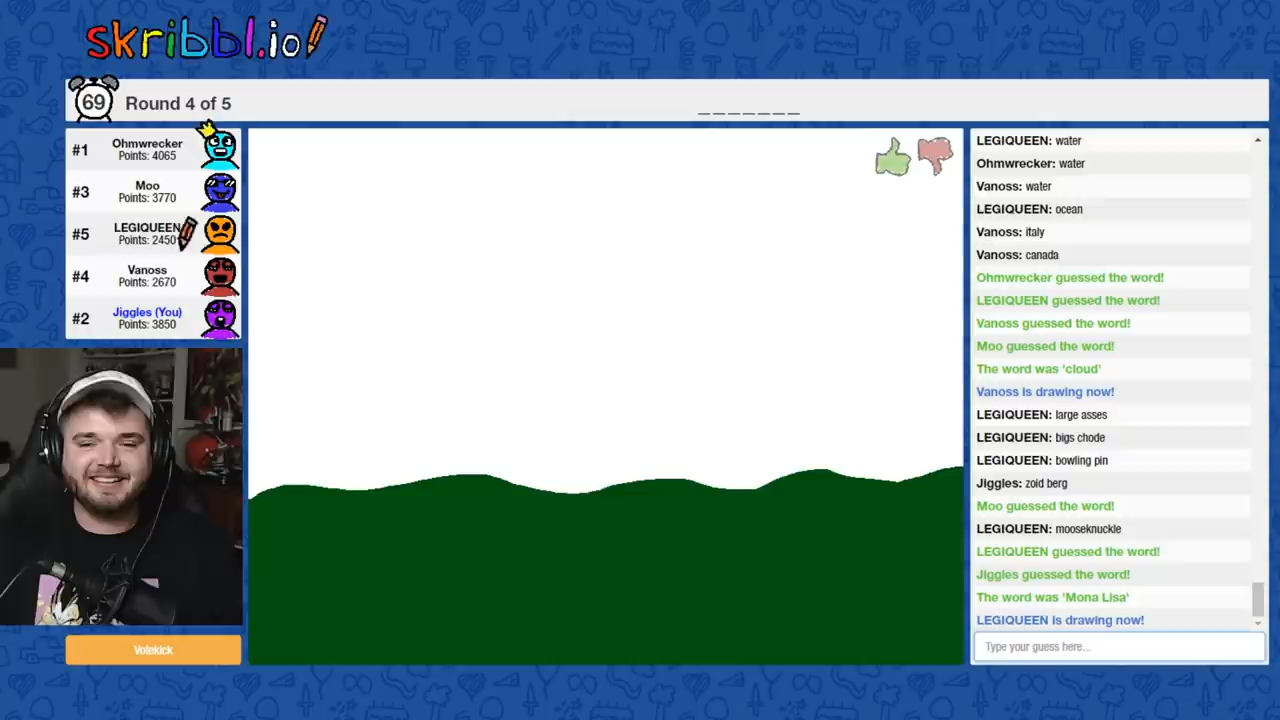 skribbl.io
69
Round 4 of 5
_ _ _ _ _ _ _
#1
Ohmwrecker
Points: 4065
#3
Moo
Points: 3770
#5
LEGIQUEEN
Points: 2450
#4
Vanoss
Points: 2670
#2
Jiggles (You)
Points: 3850
Votekick
LEGIQUEEN: water
Ohmwrecker: water
Vanoss: water
LEGIQUEEN: ocean
Vanoss: italy
Vanoss: canada
Ohmwrecker guessed the word!
LEGIQUEEN guessed the word!
Vanoss guessed the word!
Moo guessed the word!
The word was 'cloud'
Vanoss is drawing now!
LEGIQUEEN: large asses
LEGIQUEEN: bigs chode
LEGIQUEEN: bowling pin
Jiggles: zoid berg
Moo guessed the word!
LEGIQUEEN: mooseknuckle
LEGIQUEEN guessed the word!
Jiggles guessed the word!
The word was 'Mona Lisa'
LEGIQUEEN is drawing now!
Type your guess here...